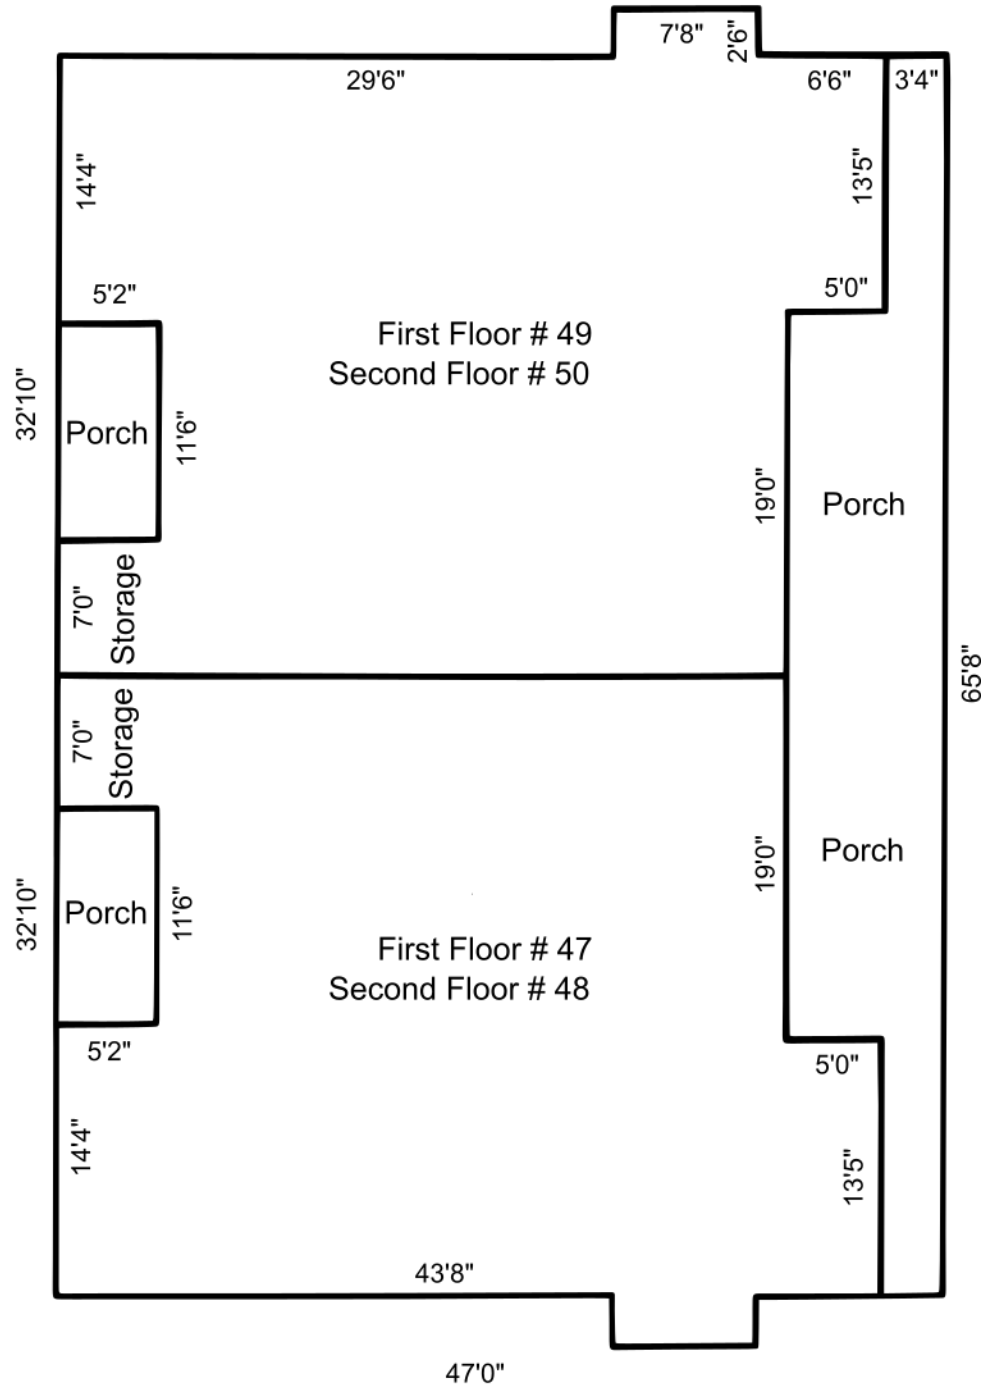 7'8"
2'6"
29'6"
6'6"
3'4"
14'4"
13'5"
5'2"
5'0"
First Floor # 49
Second Floor # 50
32'10"
Porch
11'6"
19'0"
Porch
7'0"
Storage
65'8"
7'0"
Storage
19'0"
Porch
32'10"
Porch
11'6"
First Floor # 47
Second Floor # 48
5'2"
5'0"
14'4"
13'5"
43'8"
47'0"